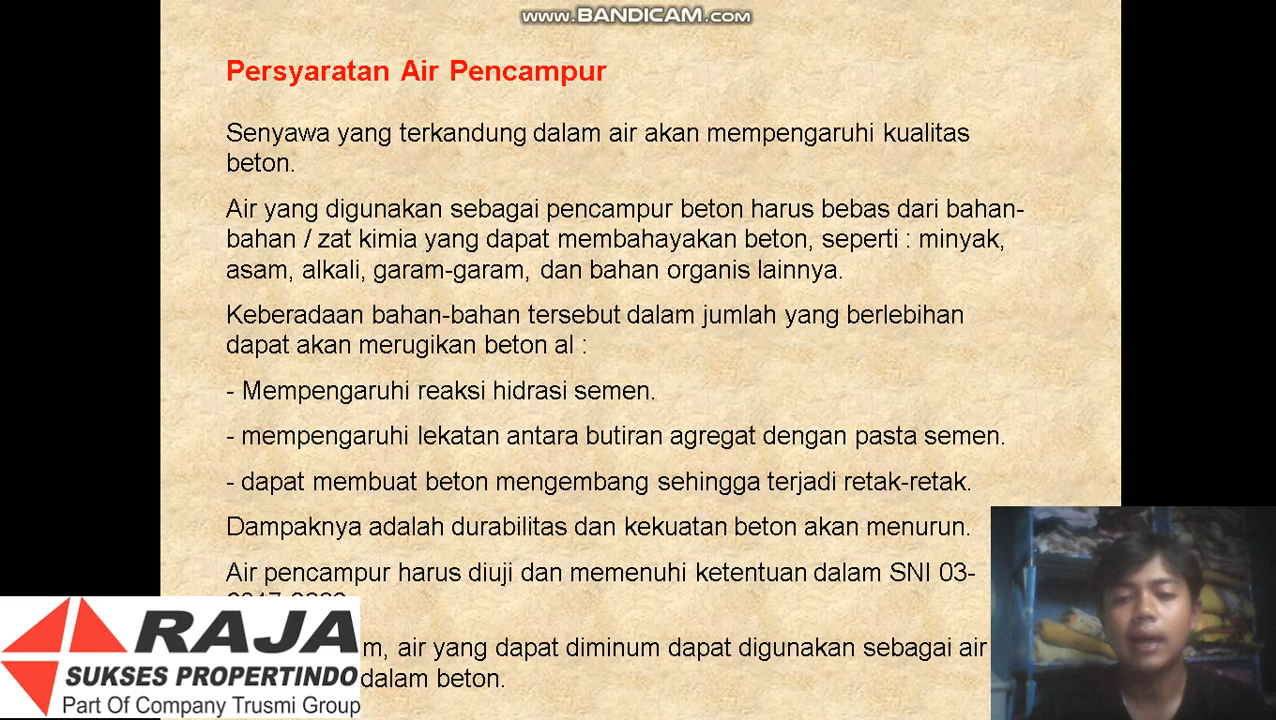 www.BANDICAM.com
Persyaratan Air Pencampur
Senyawa yang terkandung dalam air akan mempengaruhi kualitas
beton.
Air yang digunakan sebagai pencampur beton harus bebas dari bahan-
bahan / zat kimia yang dapat membahayakan beton, seperti : minyak,
asam, alkali, garam-garam, dan bahan organis lainnya.
Keberadaan bahan-bahan tersebut dalam jumlah yang berlebihan
dapat akan merugikan beton al :
- Mempengaruhi reaksi hidrasi semen.
- mempengaruhi lekatan antara butiran agregat dengan pasta semen.
- dapat membuat beton mengembang sehingga terjadi retak-retak.
Dampaknya adalah durabilitas dan kekuatan beton akan menurun.
Air pencampur harus diuji dan memenuhi ketentuan dalam SNI 03-
air yang dapat diminum dapat digunakan sebagai air
dalam beton.
RAJA
SUKSES PROPERTINDO
Part Of Company Trusmi Group